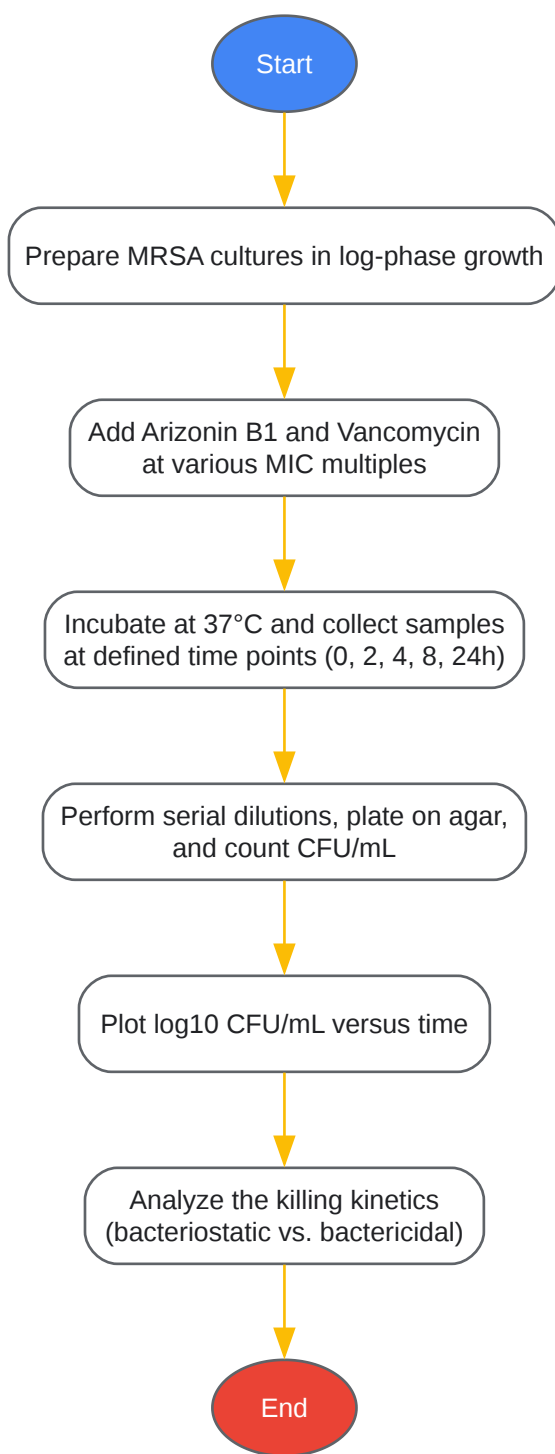 Start
Prepare MRSA cultures in log-phase growth
Add Arizonin B1 and Vancomycin
at various MIC multiples
Incubate at 37°C and collect samples
at defined time points (0, 2, 4, 8, 24h)
Perform serial dilutions, plate on agar,
and count CFU/mL
Plot log10 CFU/mL versus time
Analyze the killing kinetics
(bacteriostatic vs. bactericidal)
End